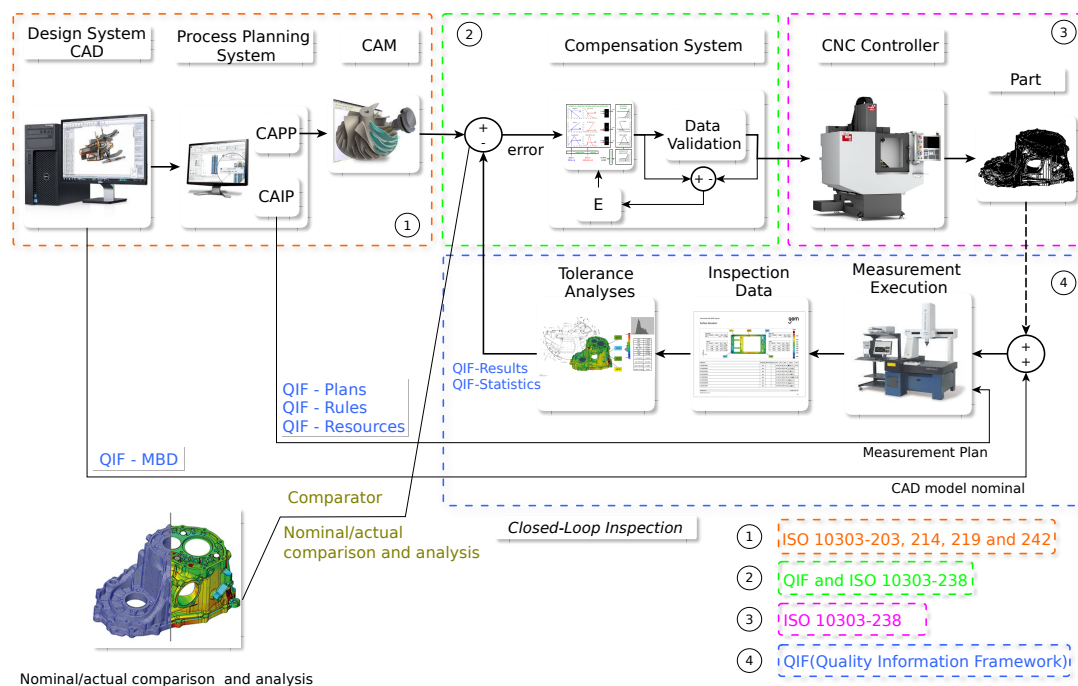 Design System
CAD
Process Planning
System
CAM
CAPP
CAIP
1
2
Compensation System
+
-
error
Data
Validation
+ -
E
CNC Controller
3
Part
Tolerance
Analyses
Inspection
Data
Measurement
Execution
4
gom
+
+
QIF-Results
QIF-Statistics
QIF - Plans
QIF - Rules
QIF - Resources
Measurement Plan
QIF - MBD
CAD model nominal
Comparator
Nominal/actual
comparison and analysis
Closed-Loop Inspection
1
ISO 10303-203, 214, 219 and 242
2
QIF and ISO 10303-238
3
ISO 10303-238
4
QIF(Quality Information Framework)
Nominal/actual comparison and analysis